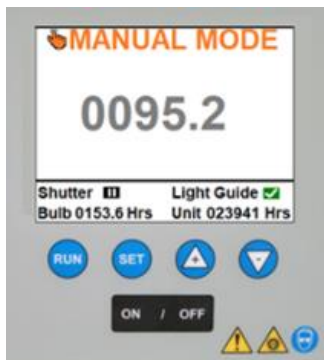 MANUAL MODE
0095.2
Shutter Light Guide
Bulb 0153.6 Hrs Unit 023941 Hrs
RUN SET + -
ON / OFF